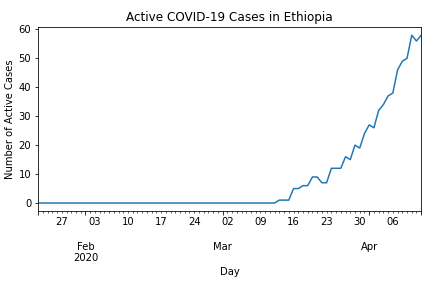 Active COVID-19 Cases in Ethiopia
60
50
40
30
20
10
0
Number of Active Cases
27 03 10 17 24 02 09 16 23 30 06
Feb Mar Apr
2020
Day